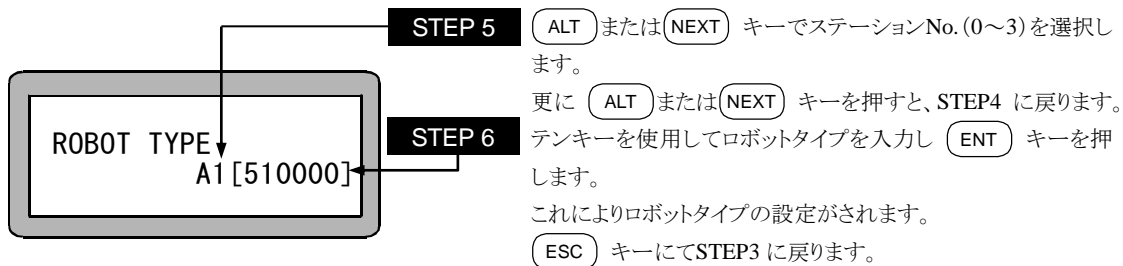 STEP 5
ALT または NEXT キーでステーションNo.(0～3)を選択し
ます。
更に ALT または NEXT キーを押すと、STEP4 に戻ります。
STEP 6
テンキーを使用してロボットタイプを入力し ENT キーを押
します。
これによりロボットタイプの設定がされます。
ESC キーにてSTEP3 に戻ります。
ROBOT TYPE
A1[510000]